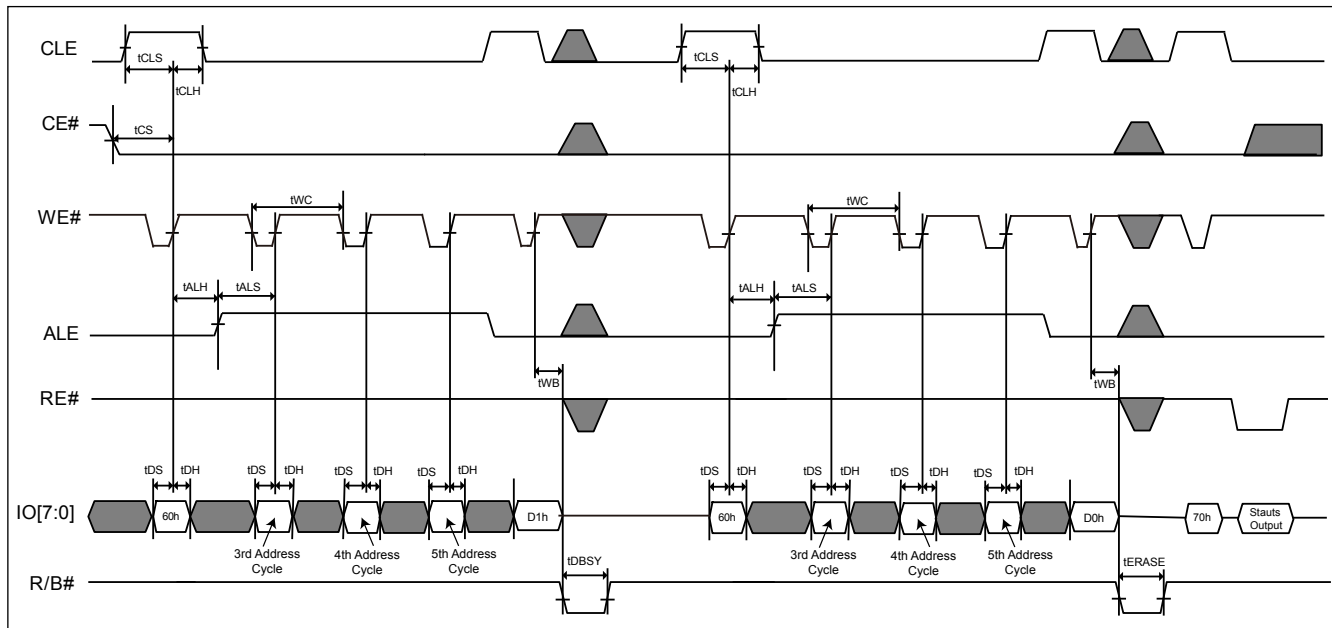 CLE
tCLS
tCLH
tCLS
tCLH
CE#
tCS
WE#
tWC
tWC
tALH
tALS
tALH
tALS
ALE
tWB
tWB
RE#
tDS
tDH
tDS
tDH
tDS
tDH
tDS
tDH
tDS
tDH
tDS
tDH
tDS
tDH
tDS
tDH
IO[7:0]
60h
D1h
60h
D0h
70h
Stauts
Output
3rd Address
Cycle
4th Address
Cycle
5th Address
Cycle
3rd Address
Cycle
4th Address
Cycle
5th Address
Cycle
tDBSY
tERASE
R/B#